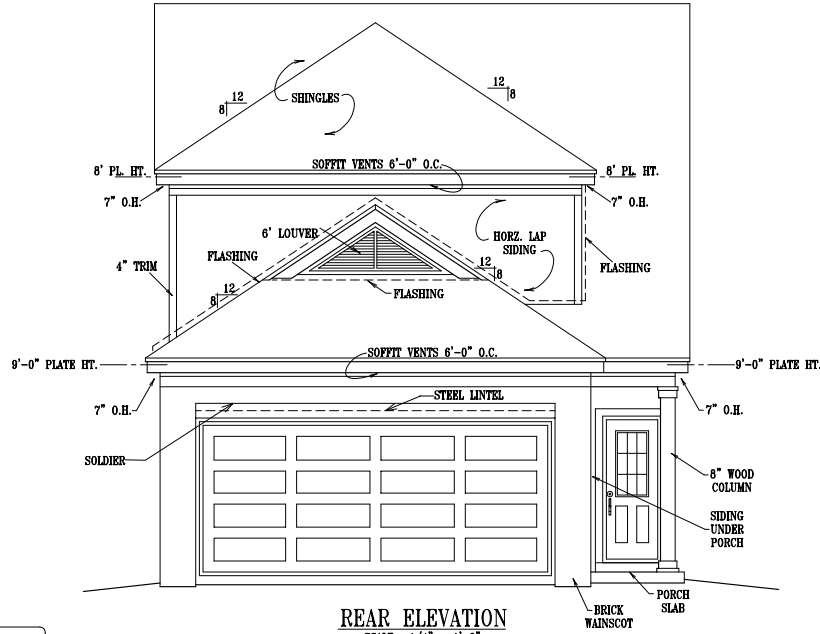 12
8
12
8
SHINGLES
SOFFIT VENTS 6'-0" O.C.
8' PL. HT.
8' PL. HT.
7" O.H.
7" O.H.
6' LOUVER
HORZ. LAP
SIDING
FLASHING
4" TRIM
12
8
FLASHING
FLASHING
12
8
SOFFIT VENTS 6'-0" O.C.
9'-0" PLATE HT.
9'-0" PLATE HT.
7" O.H.
STEEL LINTEL
7" O.H.
SOLDIER
8" WOOD
COLUMN
SIDING
UNDER
PORCH
PORCH
SLAB
BRICK
WAINSCOT
REAR ELEVATION